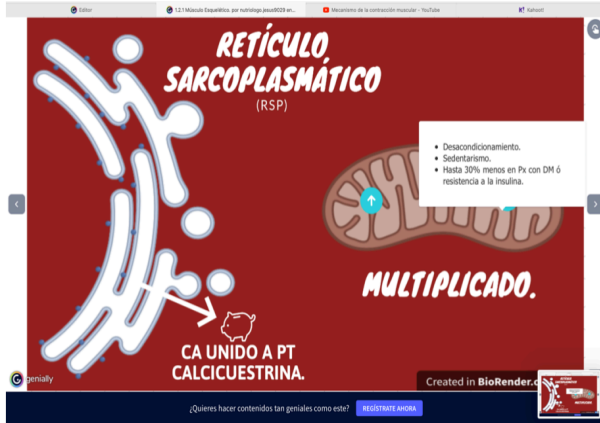 Editor
1.2.1 Músculo Esquelético. por nutriologo.jesus9029 en...
Mecanismo de la contracción muscular - YouTube
K! Kahoot!
RETÍCULO
SARCOPLASMÁTICO
(RSP)
• Desacondicionamiento.
• Sedentarismo.
• Hasta 30% menos en Px con DM ó
resistencia a la insulina.
MULTIPLICADO.
CA UNIDO A PT
CALCICUESTRINA.
genially
Created in BioRender.c
¿Quieres hacer contenidos tan geniales como este?
REGÍSTRATE AHORA